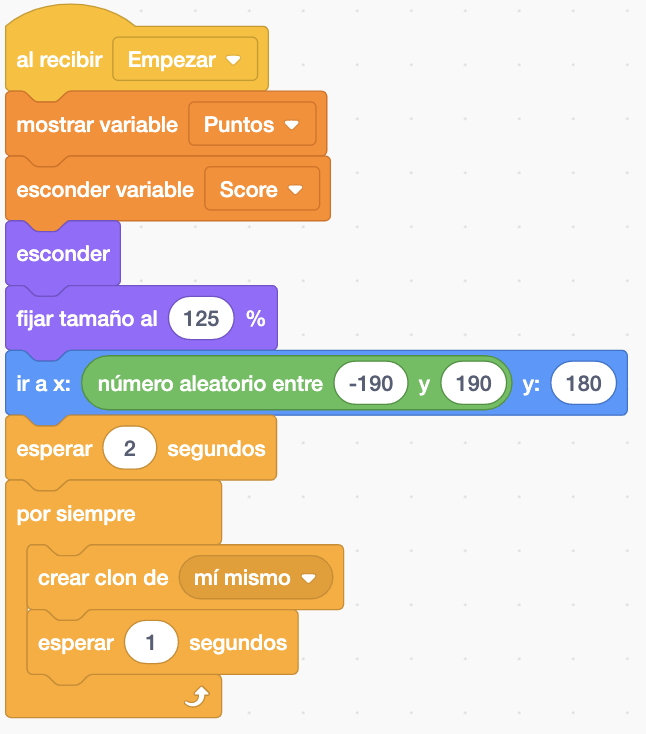 al recibir Empezar
mostrar variable Puntos
esconder variable Score
esconder
fijar tamaño al 125 %
ir a x: número aleatorio entre -190 y 190 y: 180
esperar 2 segundos
por siempre
crear clon de mí mismo
esperar 1 segundos